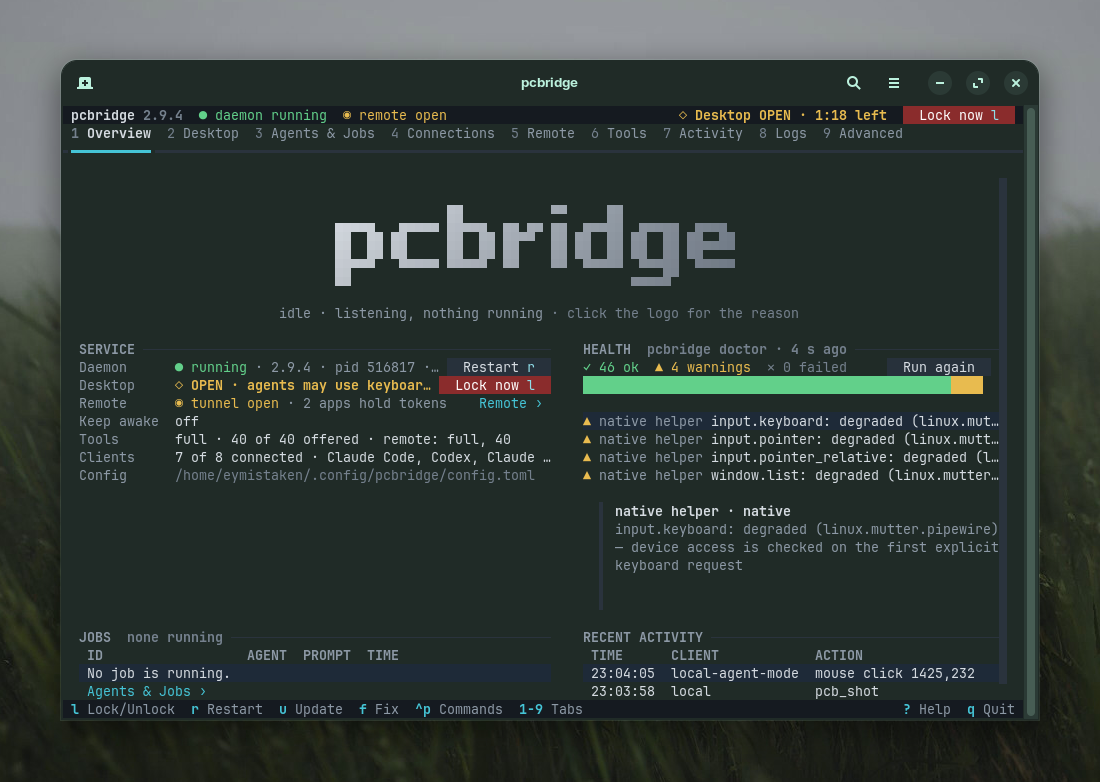 pcbridge
pcbridge 2.9.4 ● daemon running ◉ remote open ◇ Desktop OPEN · 1:18 left Lock now l
1 Overview 2 Desktop 3 Agents & Jobs 4 Connections 5 Remote 6 Tools 7 Activity 8 Logs 9 Advanced
pcbridge
idle · listening, nothing running · click the logo for the reason
SERVICE
Daemon ● running · 2.9.4 · pid 516817 ·… Restart r
Desktop ◇ OPEN · agents may use keyboar… Lock now l
Remote ◉ tunnel open · 2 apps hold tokens Remote ›
Keep awake off
Tools full · 40 of 40 offered · remote: full, 40
Clients 7 of 8 connected · Claude Code, Codex, Claude …
Config /home/eymistaken/.config/pcbridge/config.toml
HEALTH pcbridge doctor · 4 s ago
✓ 46 ok ▲ 4 warnings × 0 failed Run again
▲ native helper input.keyboard: degraded (linux.mut…
▲ native helper input.pointer: degraded (linux.mutt…
▲ native helper input.pointer_relative: degraded (l…
▲ native helper window.list: degraded (linux.mutter…
native helper · native
input.keyboard: degraded (linux.mutter.pipewire)
— device access is checked on the first explicit
keyboard request
JOBS none running
ID AGENT PROMPT TIME
No job is running.
Agents & Jobs ›
RECENT ACTIVITY
TIME CLIENT ACTION
23:04:05 local-agent-mode mouse click 1425,232
23:03:58 local pcb_shot
l Lock/Unlock r Restart u Update f Fix ^p Commands 1-9 Tabs ? Help q Quit